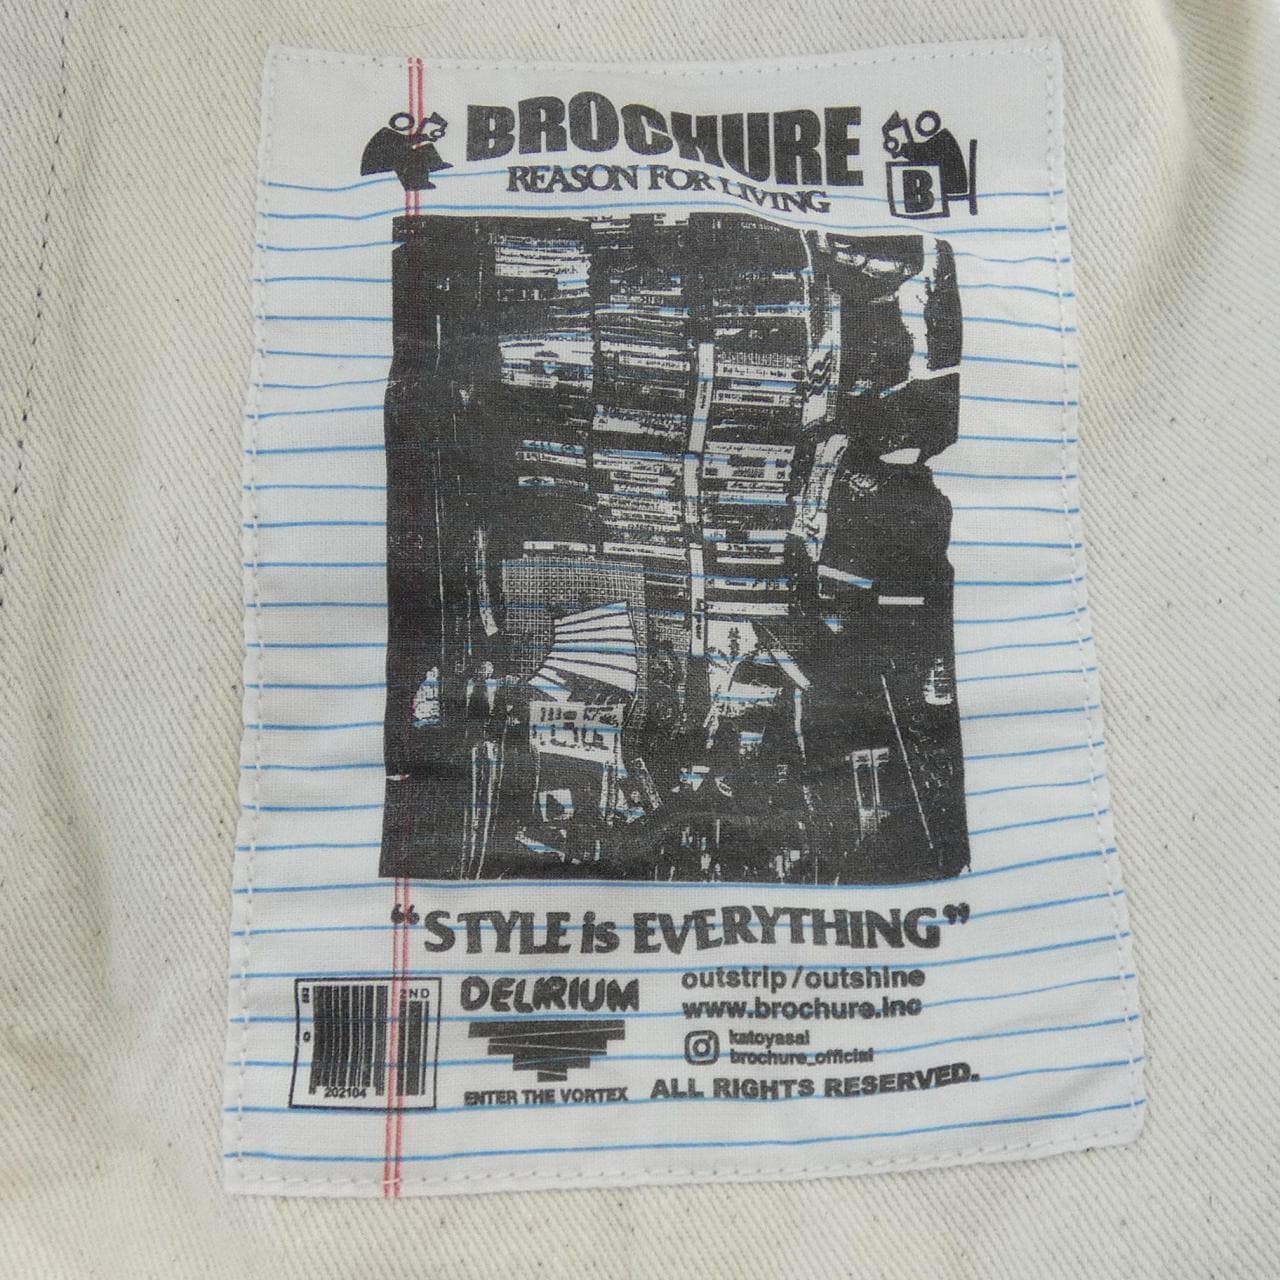 BROCHURE
REASON FOR LIVING
B
"STYLE is EVERYTHING"
2ND
202104
DELIRIUM
ENTER THE VORTEX
outstrip/outshine
www.brochure.inc
katoyasai
brochure_official
ALL RIGHTS RESERVED.